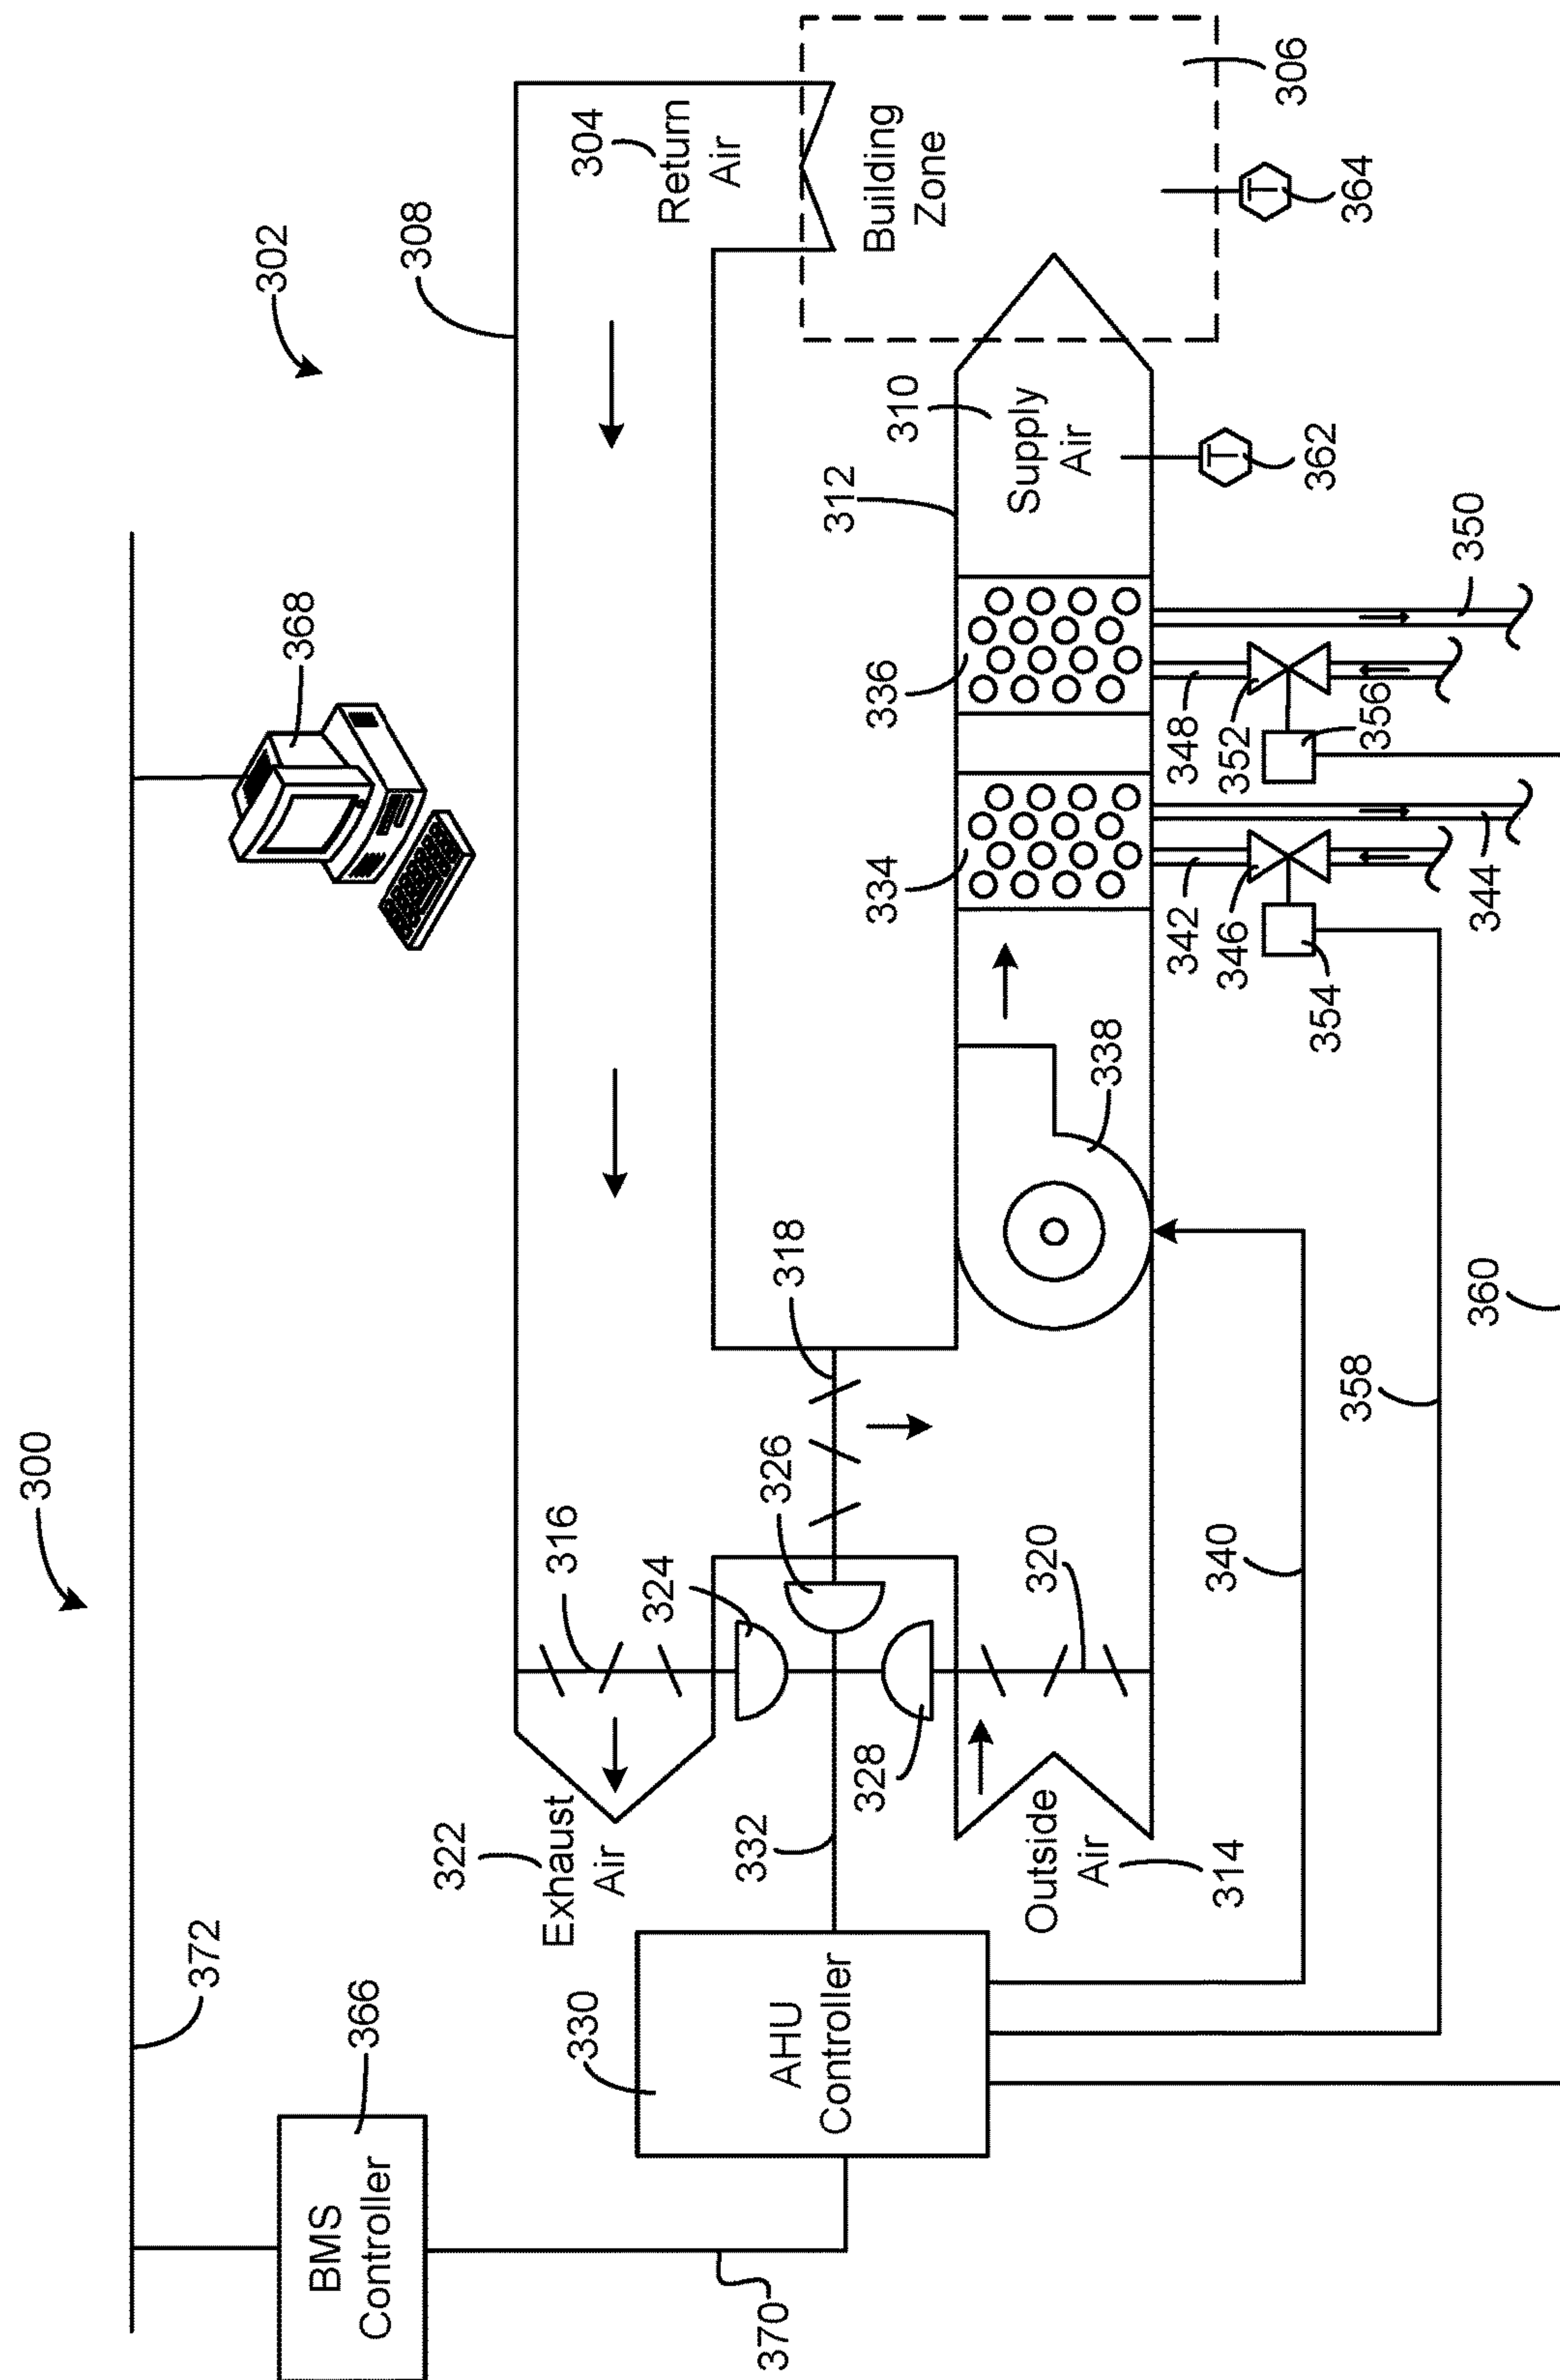 300
372
BMS
Controller
366
370
368
302
308
304
Return
Air
Building
Zone
306
364
322
Exhaust
Air
316
324
326
318
332
328
330
AHU
Controller
Outside
Air
314
320
338
334
336
312
310
Supply
Air
362
342
346
354
344
348
352
356
350
340
358
360
T
T